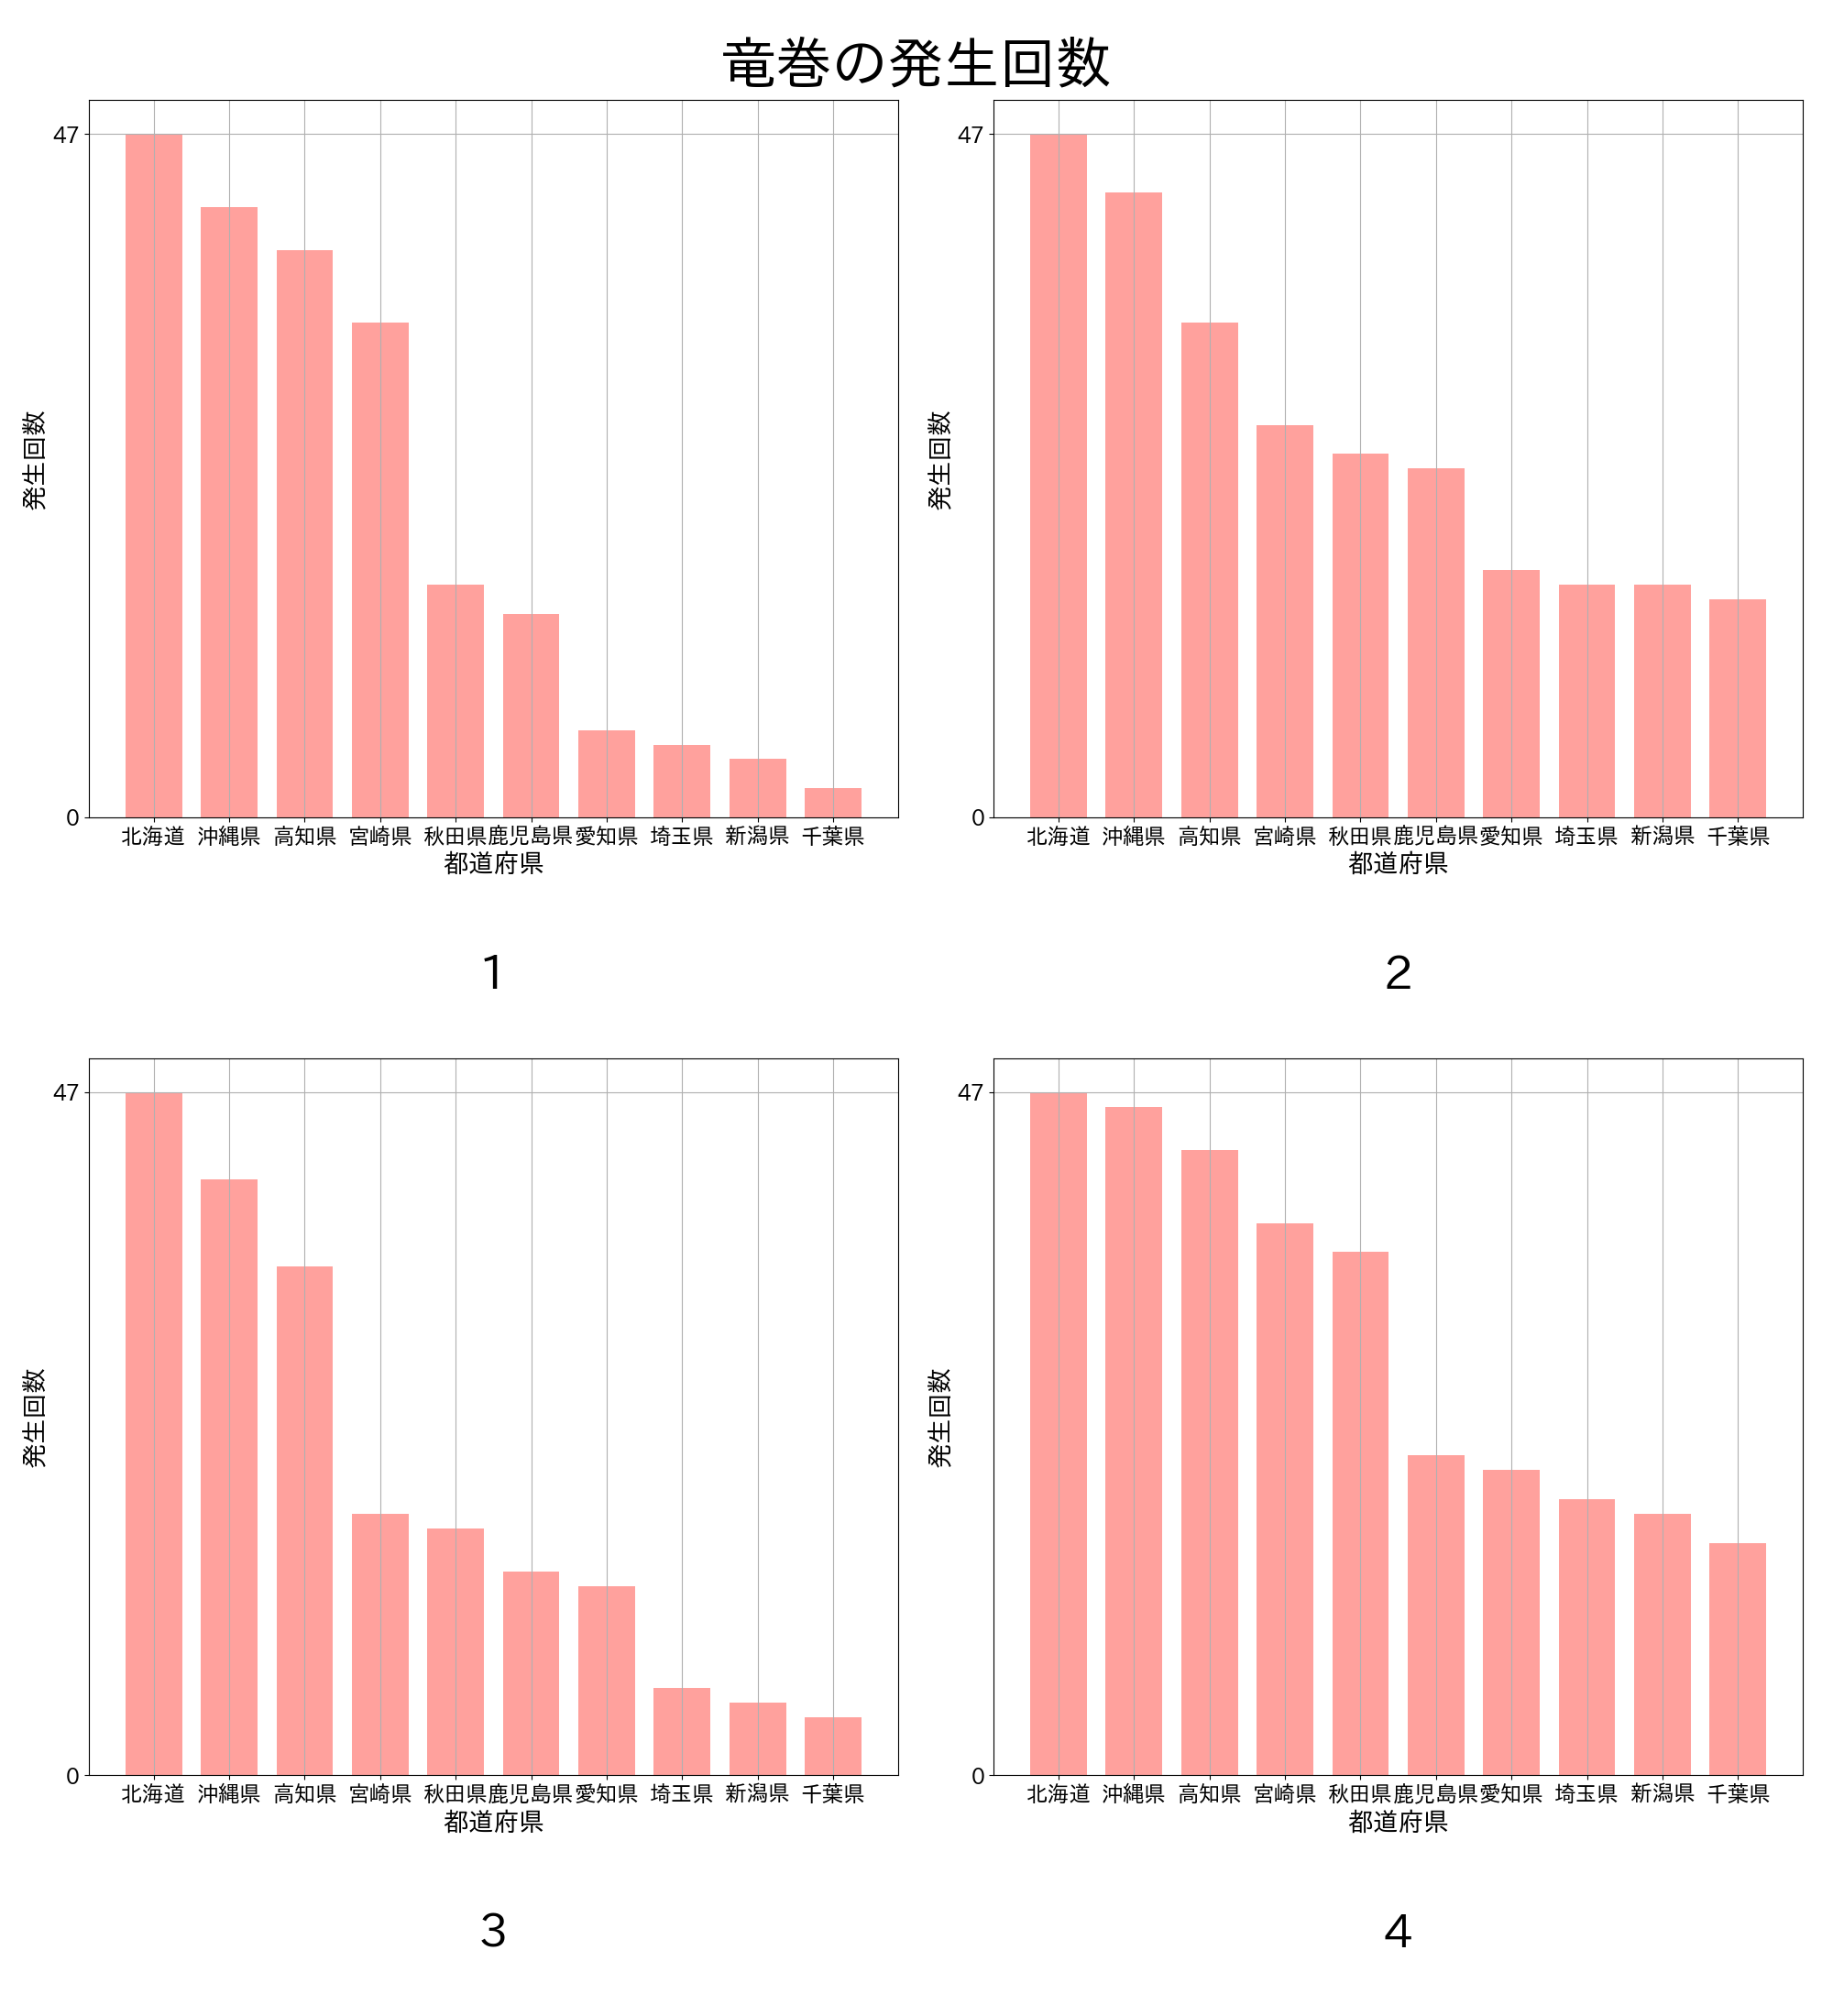 竜巻の発生回数
47
0
発生回数
北海道 沖縄県 高知県 宮崎県 秋田県 鹿児島県 愛知県 埼玉県 新潟県 千葉県
都道府県
1
47
0
発生回数
北海道 沖縄県 高知県 宮崎県 秋田県 鹿児島県 愛知県 埼玉県 新潟県 千葉県
都道府県
2
47
0
発生回数
北海道 沖縄県 高知県 宮崎県 秋田県 鹿児島県 愛知県 埼玉県 新潟県 千葉県
都道府県
3
47
0
発生回数
北海道 沖縄県 高知県 宮崎県 秋田県 鹿児島県 愛知県 埼玉県 新潟県 千葉県
都道府県
4